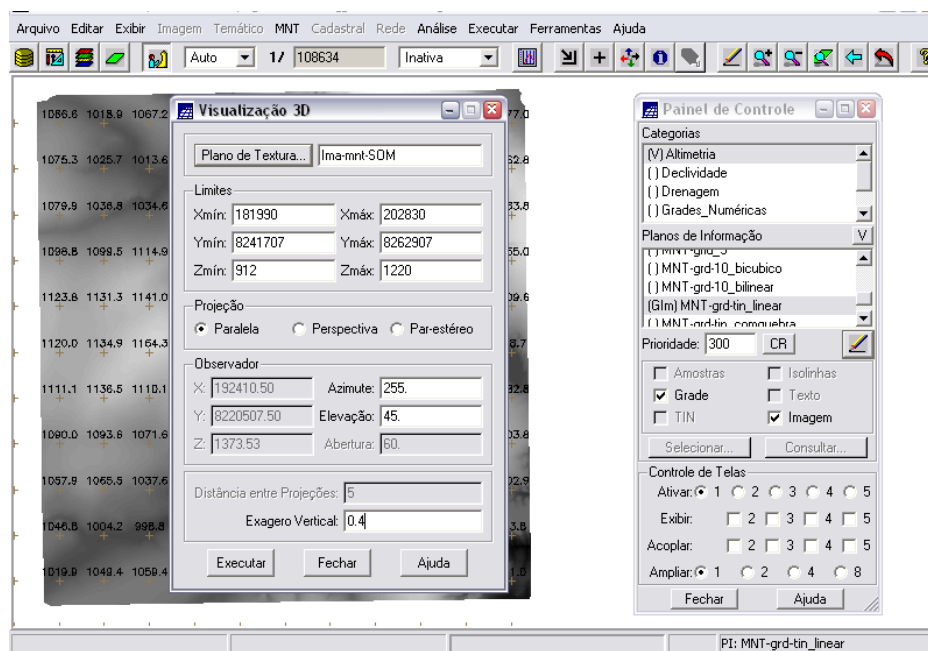 Arquivo Editar Exibir Imagem Temático MNT Cadastral Rede Análise Executar Ferramentas Ajuda
Auto 1/ 108634 Inativa
Visualização 3D
Plano de Textura... Ima-mnt-SOM
Limites
Xmín: 181990 Xmáx: 202830
Ymín: 8241707 Ymáx: 8262907
Zmín: 912 Zmáx: 1220
Projeção
Paralela Perspectiva Par-estéreo
Observador
X: 192410.50 Azimute: 255.
Y: 8220507.50 Elevação: 45.
Z: 1373.53 Abertura: 60.
Distância entre Projeções: 5
Exagero Vertical: 0.4
Executar Fechar Ajuda
1086.6 1018.9 1067.2
1075.3 1025.7 1013.6
1079.9 1036.8 1034.6
1098.8 1099.5 1114.9
1123.8 1131.3 1141.0
1120.0 1134.9 1164.3
1111.1 1136.5 1110.1
1090.0 1093.6 1071.6
1057.9 1065.5 1037.6
1046.8 1004.2 998.8
1019.9 1049.4 1059.4
Painel de Controle
Categorias
(V) Altimetria
( ) Declividade
( ) Drenagem
( ) Grades_Numéricas
Planos de Informação V
( ) MNT-grd-10_bicubico
( ) MNT-grd-10_bilinear
(GIm) MNT-grd-tin_linear
( ) MNT-grd-tin_comquebra
Prioridade: 300 CR
Amostras Isolinhas
Grade Texto
TIN Imagem
Selecionar... Consultar...
Controle de Telas
Ativar: 1 2 3 4 5
Exibir: 2 3 4 5
Acoplar: 2 3 4 5
Ampliar: 1 2 4 8
Fechar Ajuda
PI: MNT-grd-tin_linear